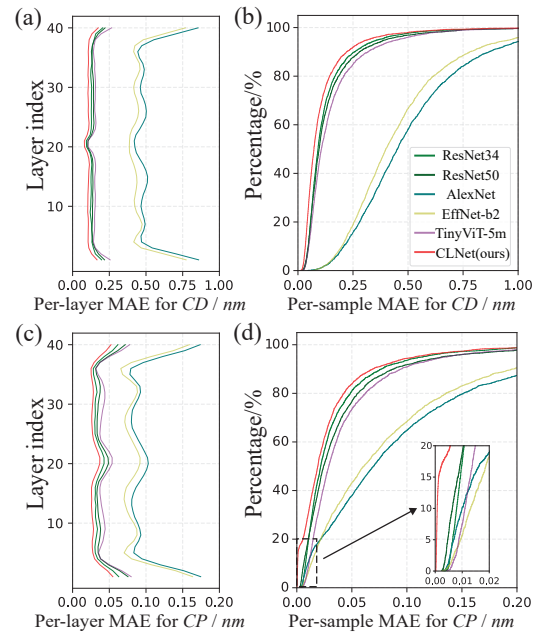 (a)
Layer index
40
30
20
10
0.00
0.25
0.50
0.75
1.00
Per-layer MAE for CD / nm
(b)
Percentage/%
100
80
60
40
20
0
0.00
0.25
0.50
0.75
1.00
Per-sample MAE for CD / nm
ResNet34
ResNet50
AlexNet
EffNet-b2
TinyViT-5m
CLNet(ours)
(c)
Layer index
40
30
20
10
0.00
0.05
0.10
0.15
0.20
Per-layer MAE for CP / nm
(d)
Percentage/%
100
80
60
40
20
0
0.00
0.05
0.10
0.15
0.20
Per-sample MAE for CP / nm
20
15
10
5
0
0.00
0.01
0.02